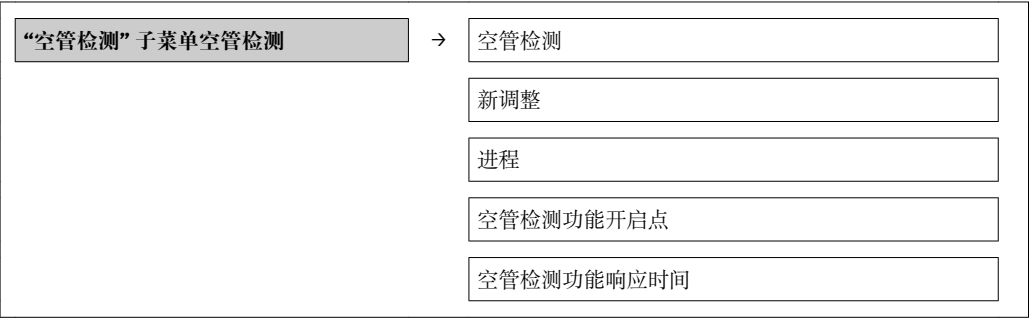 “空管检测” 子菜单空管检测 → 空管检测
新调整
进程
空管检测功能开启点
空管检测功能响应时间